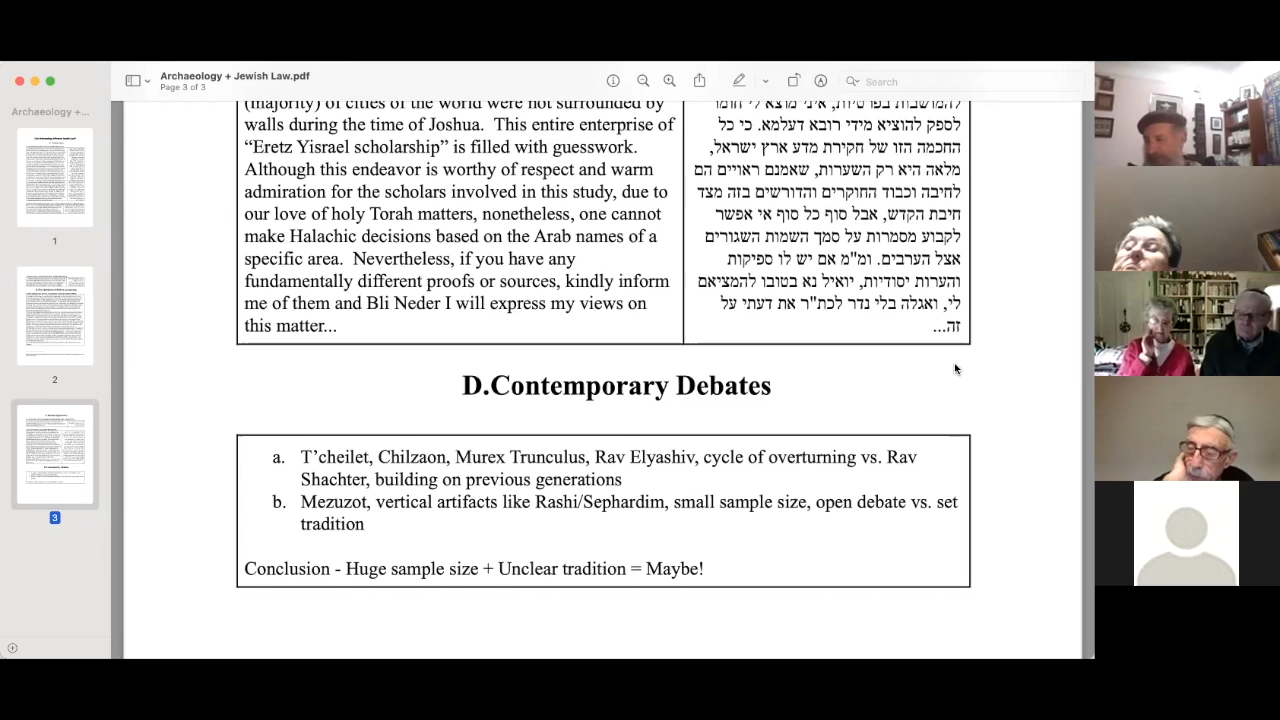 Archaeology + Jewish Law.pdf
Page 3 of 3
Search
Archaeology +...
1
2
3
(majority) of cities of the world were not surrounded by
walls during the time of Joshua. This entire enterprise of
“Eretz Yisrael scholarship” is filled with guesswork.
Although this endeavor is worthy of respect and warm
admiration for the scholars involved in this study, due to
our love of holy Torah matters, nonetheless, one cannot
make Halachic decisions based on the Arab names of a
specific area. Nevertheless, if you have any
fundamentally different proofs or sources, kindly inform
me of them and Bli Neder I will express my views on
this matter...
להמושבות בפרטיות, איני מוצא לי חומר
לספק להוציא מידי רובא דעלמא. כי כל
החכמה הזו של חקירת מדע ארץ ישראל,
מלאה היא רק השערות, שאמנם ראויים הם
לחיבה וכבוד החוקרים והדורשים בזה מצד
חיבת הקדש, אבל סוף כל סוף אי אפשר
לקבוע מסמרות על סמך השמות השגורים
אצל הערבים. ומ"מ אם יש לו ספיקות
והערות יסודיות, יואיל נא בטובו להמציאם
לי, ואגלה בלי נדר לכת"ר את דעתי על
זה...
D.Contemporary Debates
a. T’cheilet, Chilzaon, Murex Trunculus, Rav Elyashiv, cycle of overturning vs. Rav
Shachter, building on previous generations
b. Mezuzot, vertical artifacts like Rashi/Sephardim, small sample size, open debate vs. set
tradition
Conclusion - Huge sample size + Unclear tradition = Maybe!